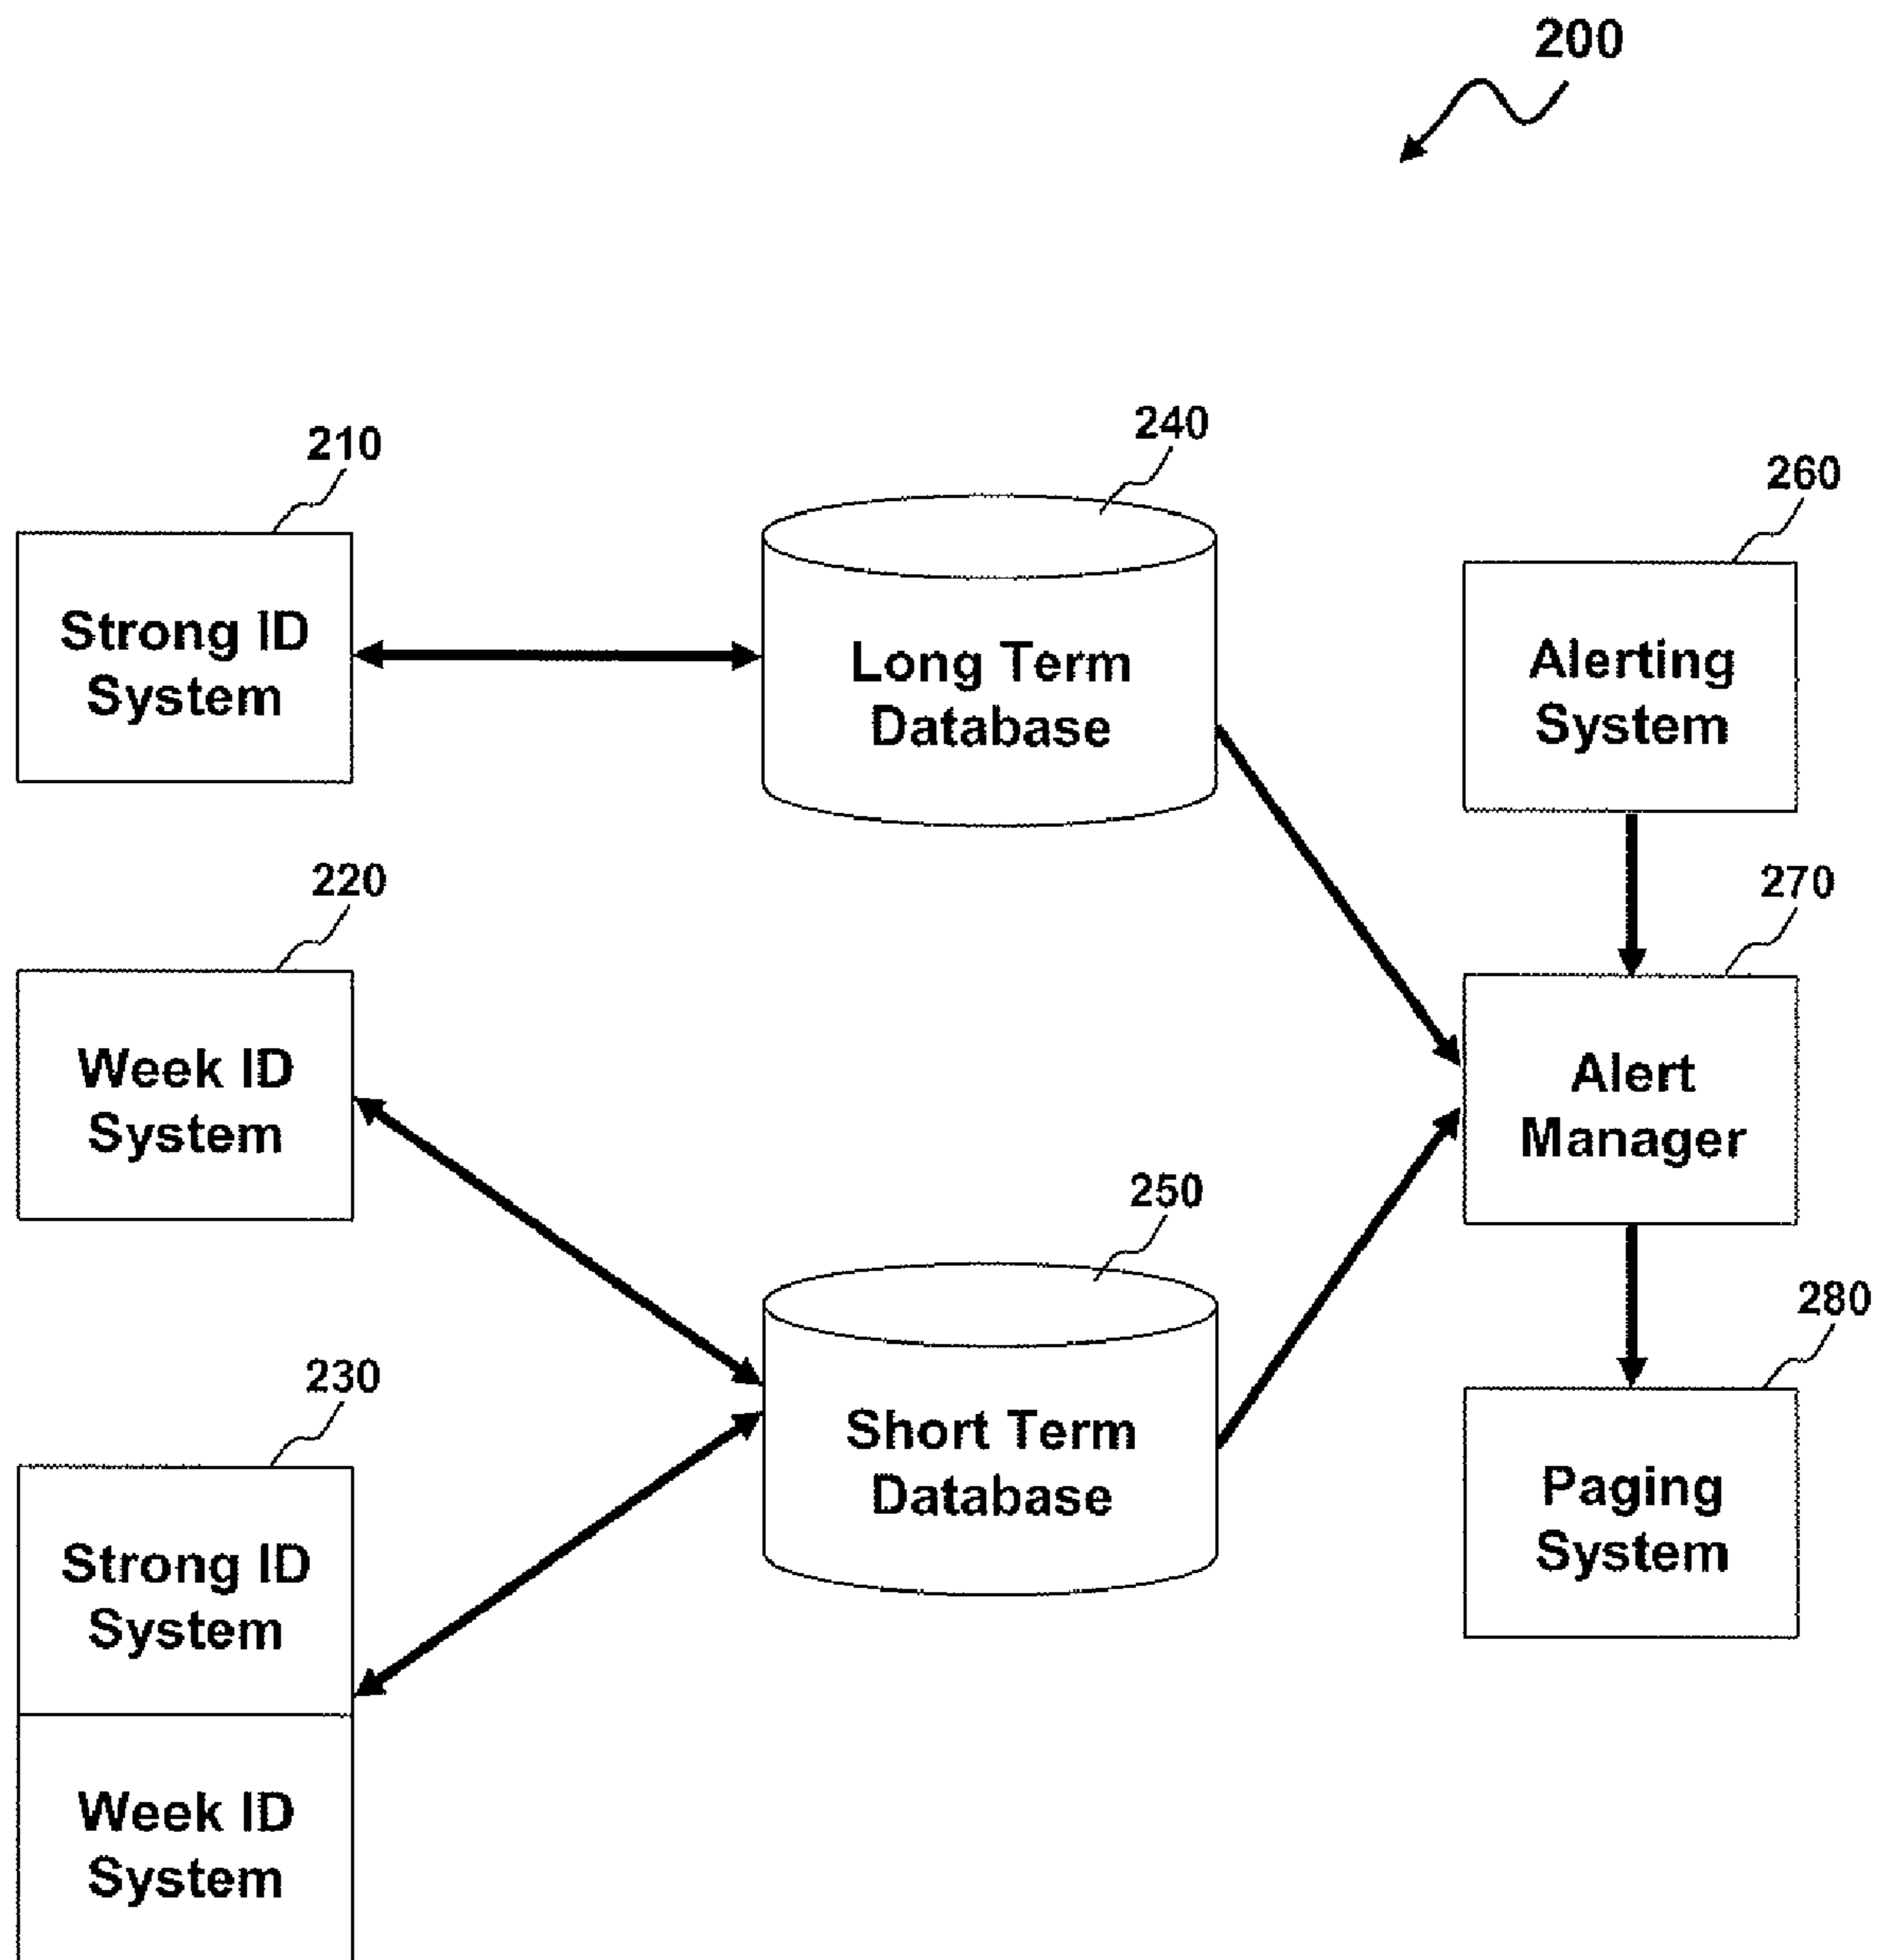 200
210
240
260
Strong ID
System
Long Term
Database
Alerting
System
220
270
Week ID
System
Alert
Manager
250
280
230
Short Term
Database
Paging
System
Strong ID
System
Week ID
System